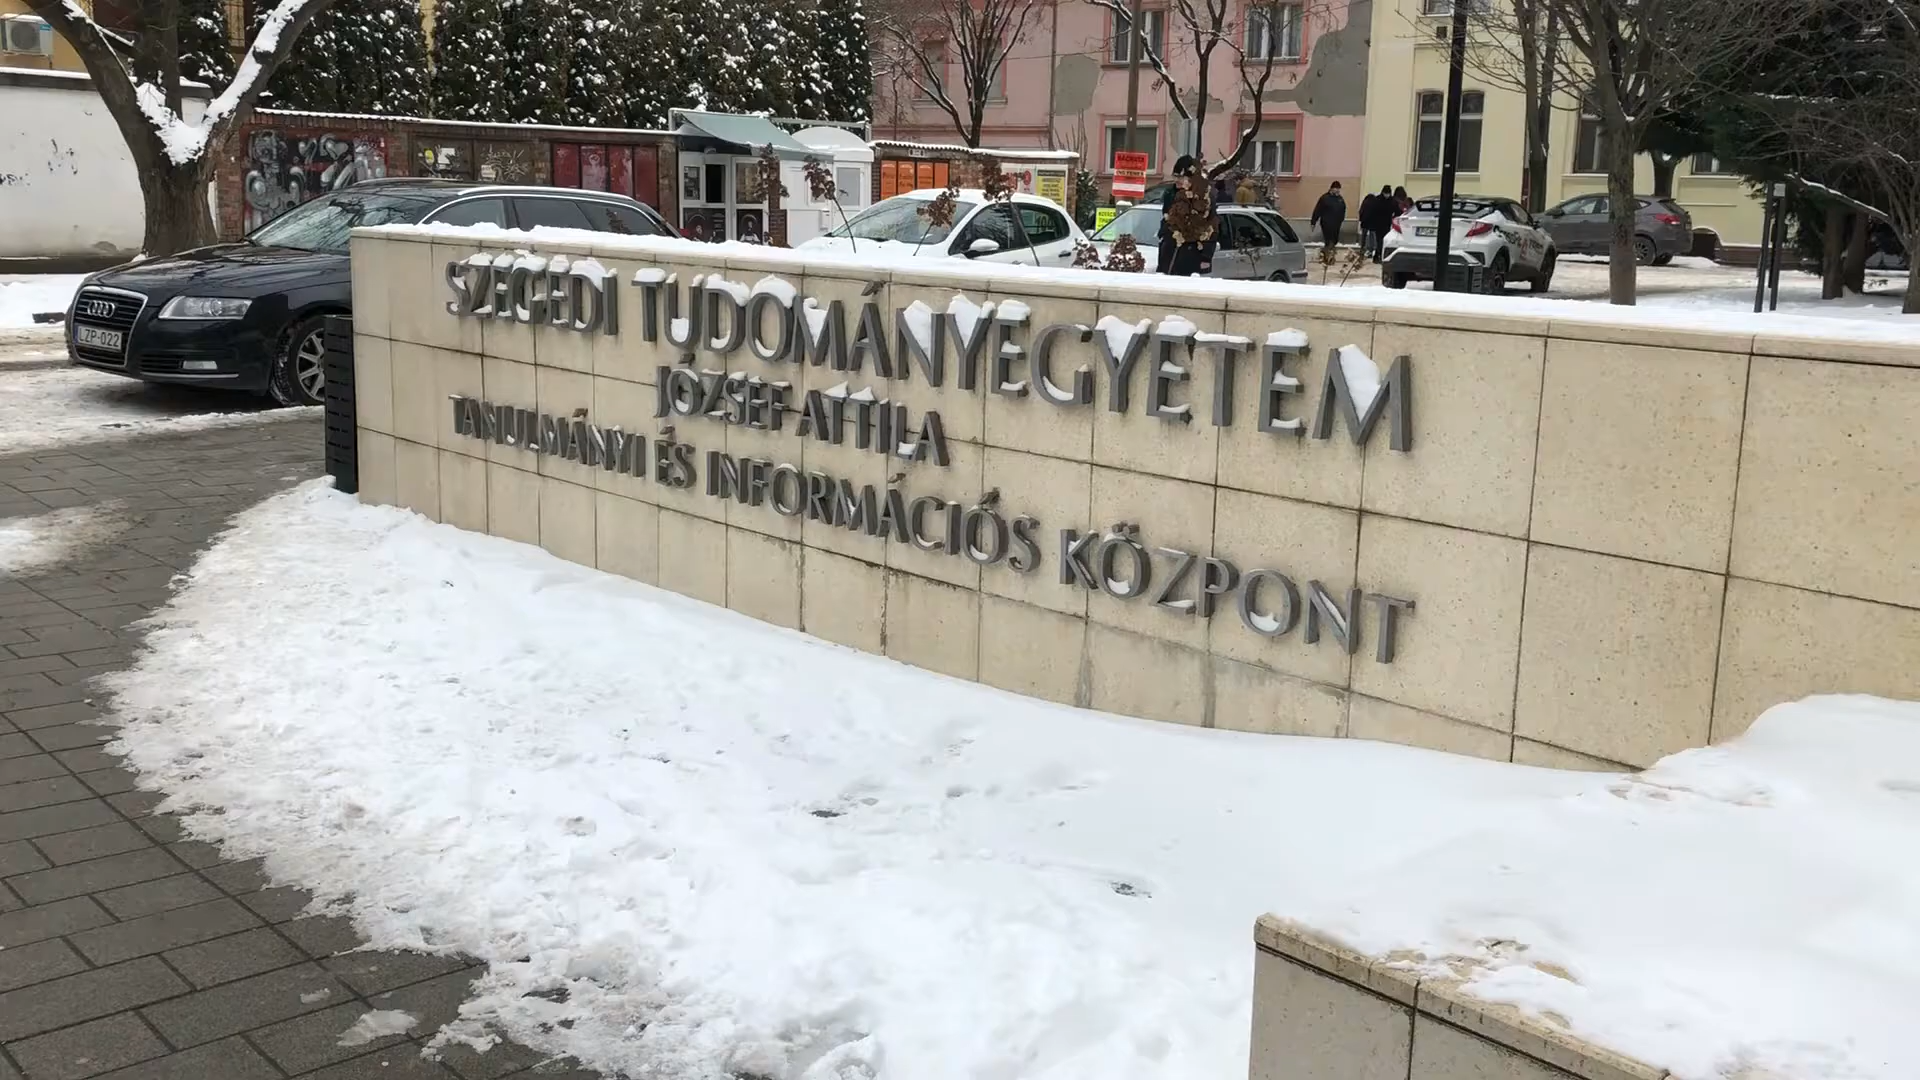 SZEGEDI TUDOMÁNYEGYETEM
JÓZSEF ATTILA
TANULMÁNYI ÉS INFORMÁCIÓS KÖZPONT
LZP-022